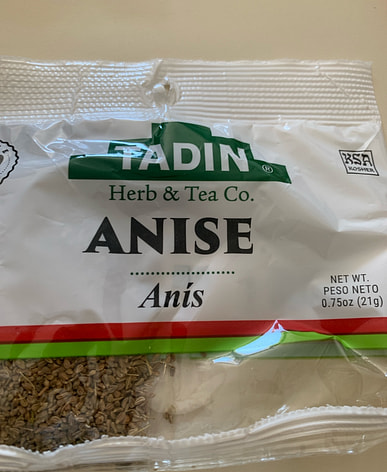 TADIN®
Herb & Tea Co.
ANISE
Anís
KSA
KOSHER
NET WT.
PESO NETO
0.75oz (21g)